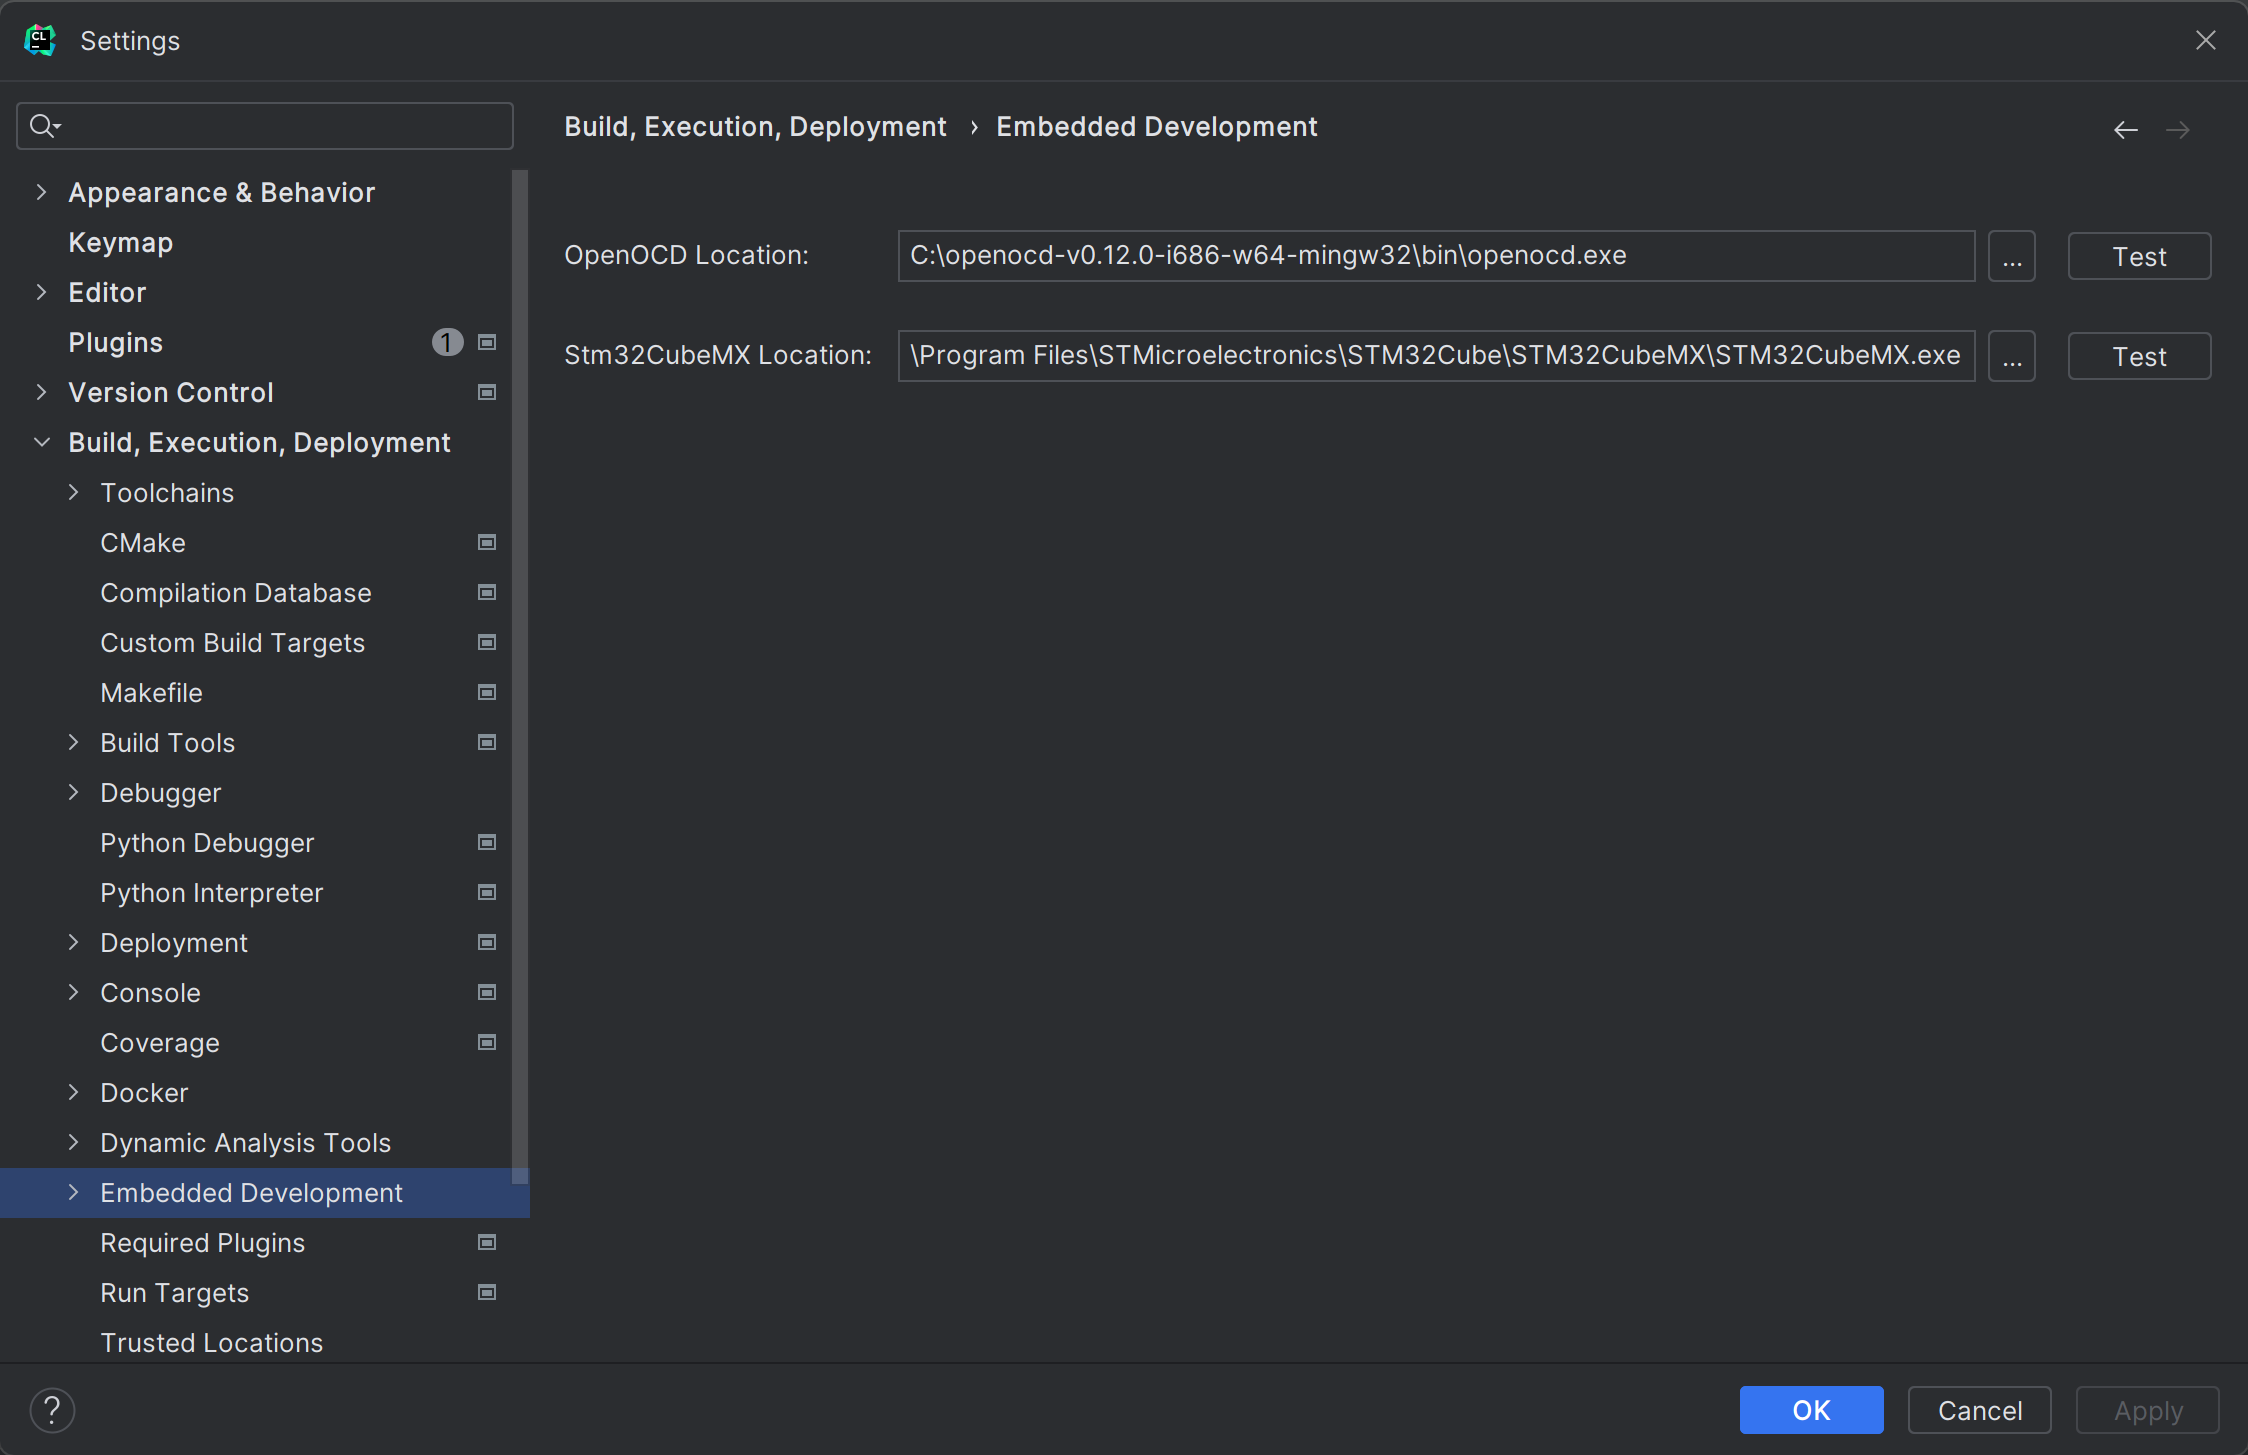 CL
Settings
Build, Execution, Deployment › Embedded Development
Appearance & Behavior
Keymap
Editor
Plugins 1
Version Control
Build, Execution, Deployment
Toolchains
CMake
Compilation Database
Custom Build Targets
Makefile
Build Tools
Debugger
Python Debugger
Python Interpreter
Deployment
Console
Coverage
Docker
Dynamic Analysis Tools
Embedded Development
Required Plugins
Run Targets
Trusted Locations
OpenOCD Location: C:\openocd-v0.12.0-i686-w64-mingw32\bin\openocd.exe ... Test
Stm32CubeMX Location: \Program Files\STMicroelectronics\STM32Cube\STM32CubeMX\STM32CubeMX.exe ... Test
? OK Cancel Apply